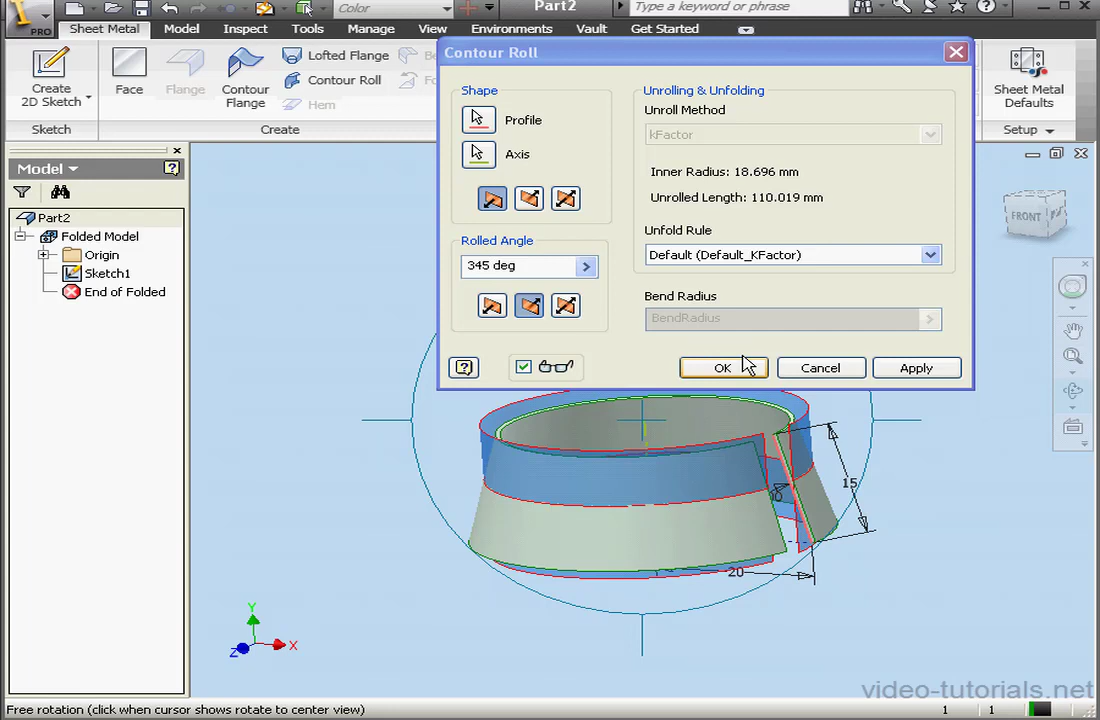 Color
Part2
Type a keyword or phrase
PRO
Sheet Metal
Model
Inspect
Tools
Manage
View
Environments
Vault
Get Started
Create
2D Sketch
Face
Flange
Contour
Flange
Lofted Flange
Contour Roll
Hem
Sheet Metal
Defaults
Sketch
Create
Setup
Model
Part2
Folded Model
Origin
Sketch1
End of Folded
Contour Roll
Shape
Profile
Axis
Rolled Angle
345 deg
Unrolling & Unfolding
Unroll Method
kFactor
Inner Radius: 18.696 mm
Unrolled Length: 110.019 mm
Unfold Rule
Default (Default_KFactor)
Bend Radius
BendRadius
OK
Cancel
Apply
FRONT
15
20
Y
X
Z
video-tutorials.net
Free rotation (click when cursor shows rotate to center view)
1
1